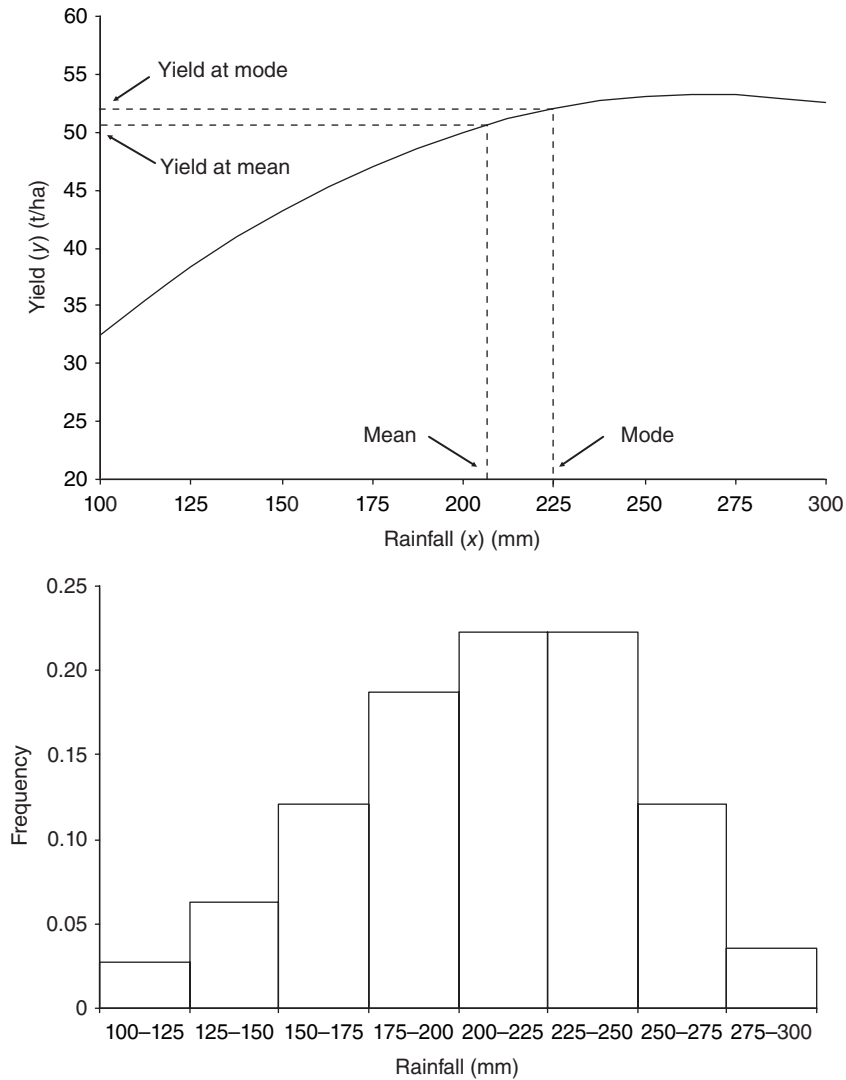 60
55
50
45
40
35
30
25
20
Yield (y) (t/ha)
Yield at mode
Yield at mean
Mean
Mode
100 125 150 175 200 225 250 275 300
Rainfall (x) (mm)
0.25
0.20
0.15
0.10
0.05
0
Frequency
100–125 125–150 150–175 175–200 200–225 225–250 250–275 275–300
Rainfall (mm)